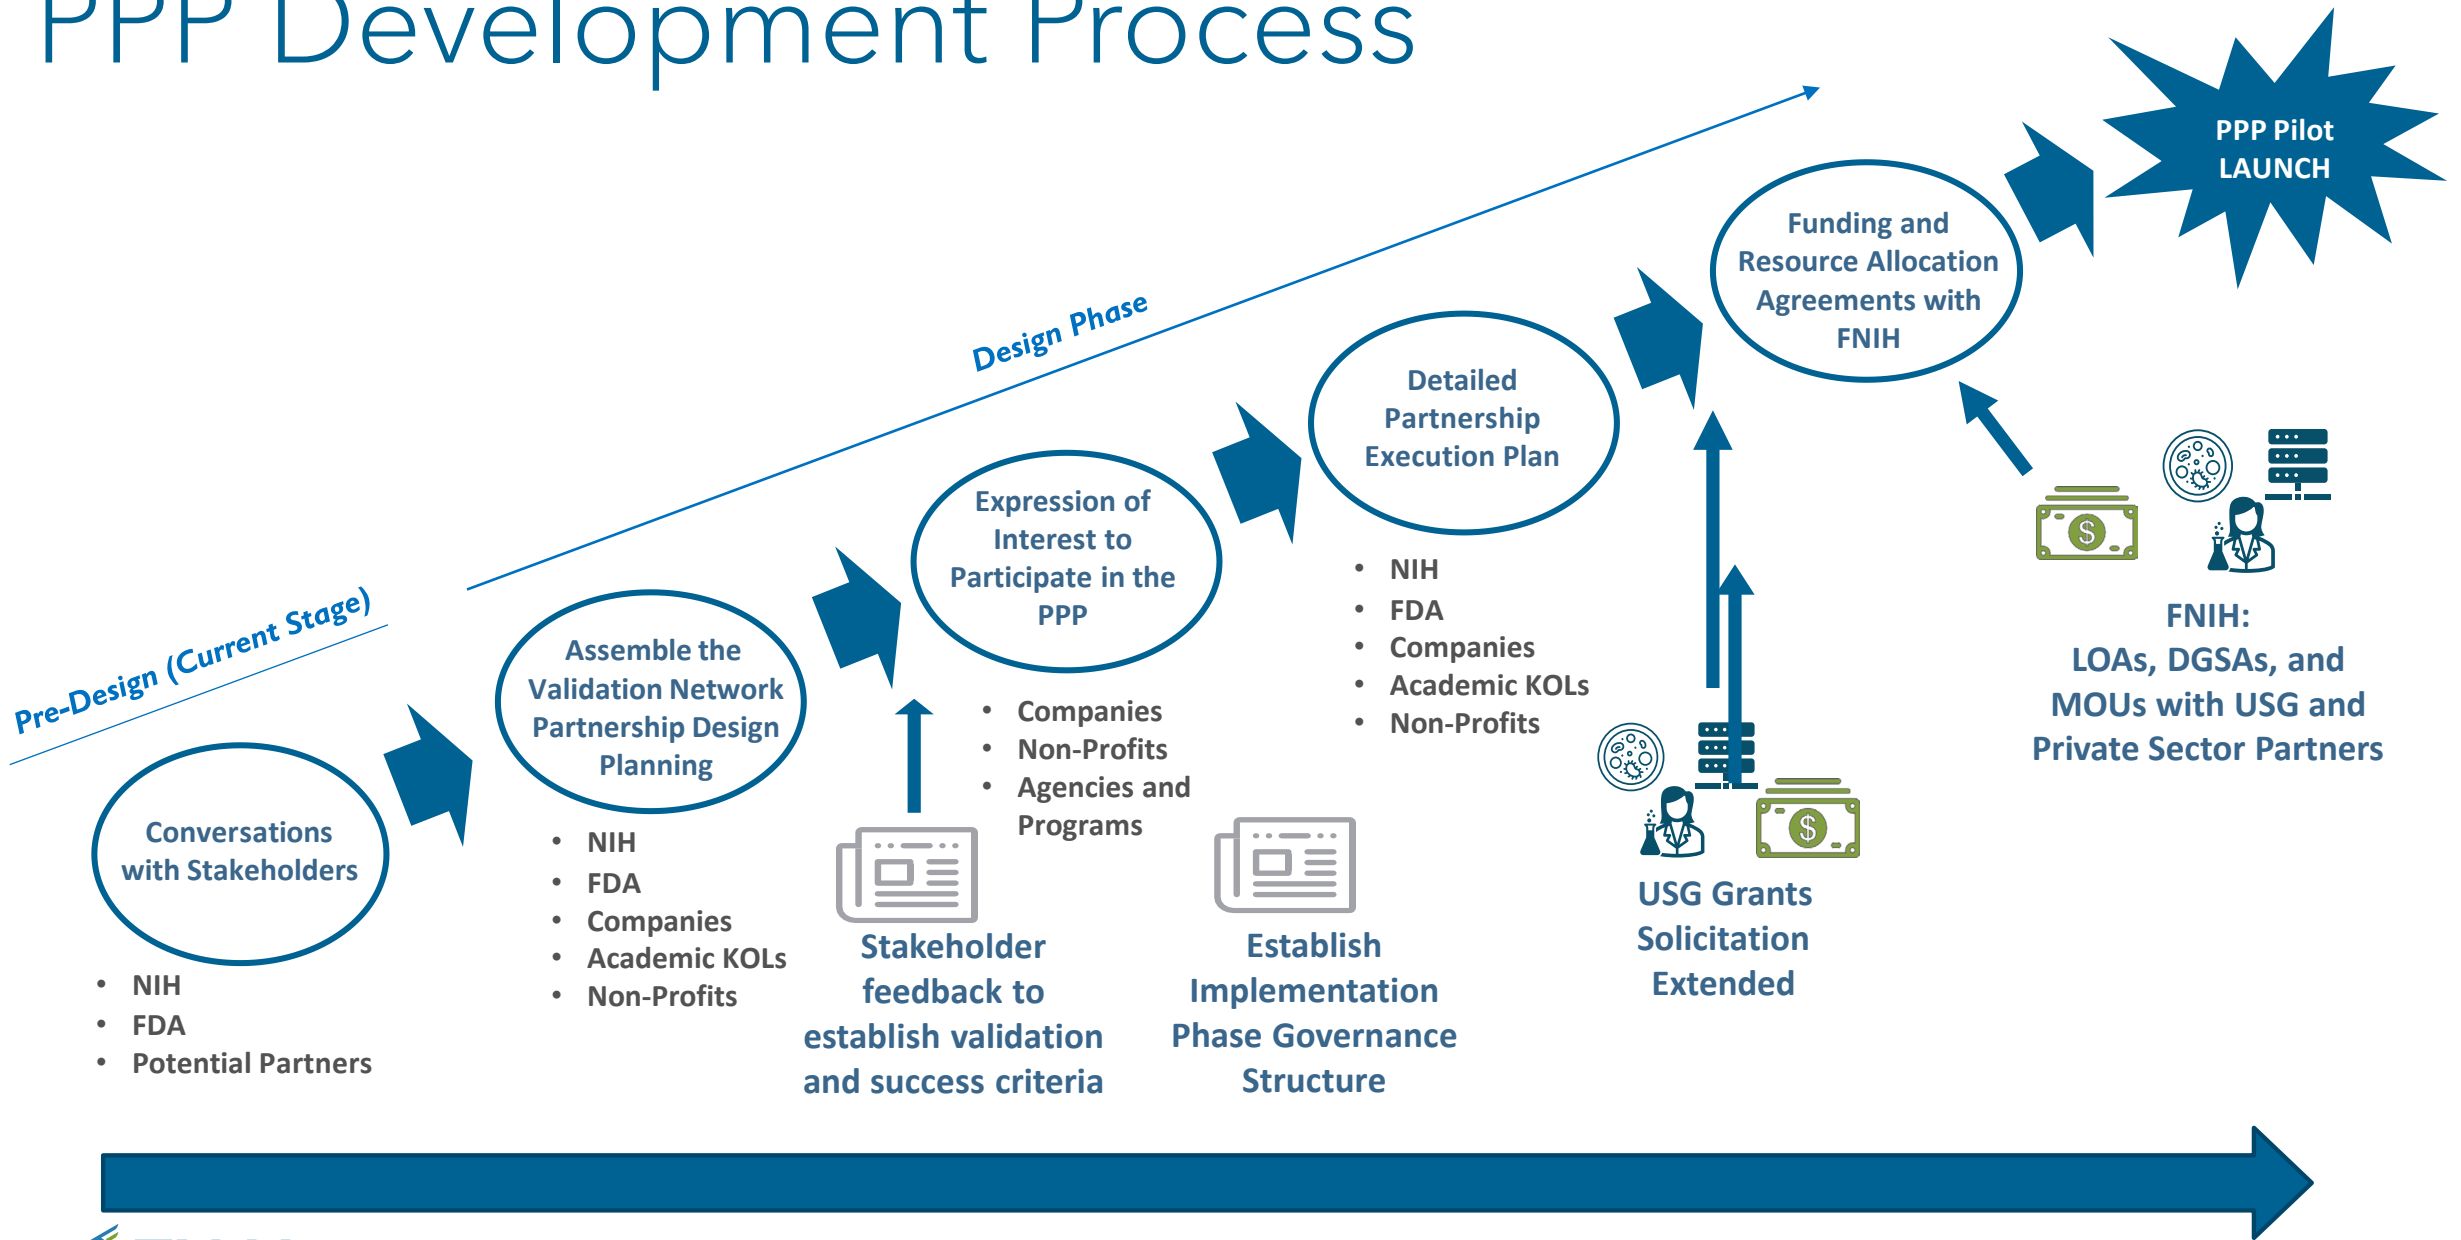 PPP Development Process
PPP Pilot
LAUNCH
Funding and
Resource Allocation
Agreements with
FNIH
Design Phase
Detailed
Partnership
Execution Plan
Expression of
Interest to
Participate in the
PPP
Pre-Design (Current Stage)
Assemble the
Validation Network
Partnership Design
Planning
Conversations
with Stakeholders
• NIH
• FDA
• Potential Partners
• NIH
• FDA
• Companies
• Academic KOLs
• Non-Profits
• Companies
• Non-Profits
• Agencies and
Programs
• NIH
• FDA
• Companies
• Academic KOLs
• Non-Profits
Stakeholder
feedback to
establish validation
and success criteria
Establish
Implementation
Phase Governance
Structure
USG Grants
Solicitation
Extended
FNIH:
LOAs, DGSAs, and
MOUs with USG and
Private Sector Partners